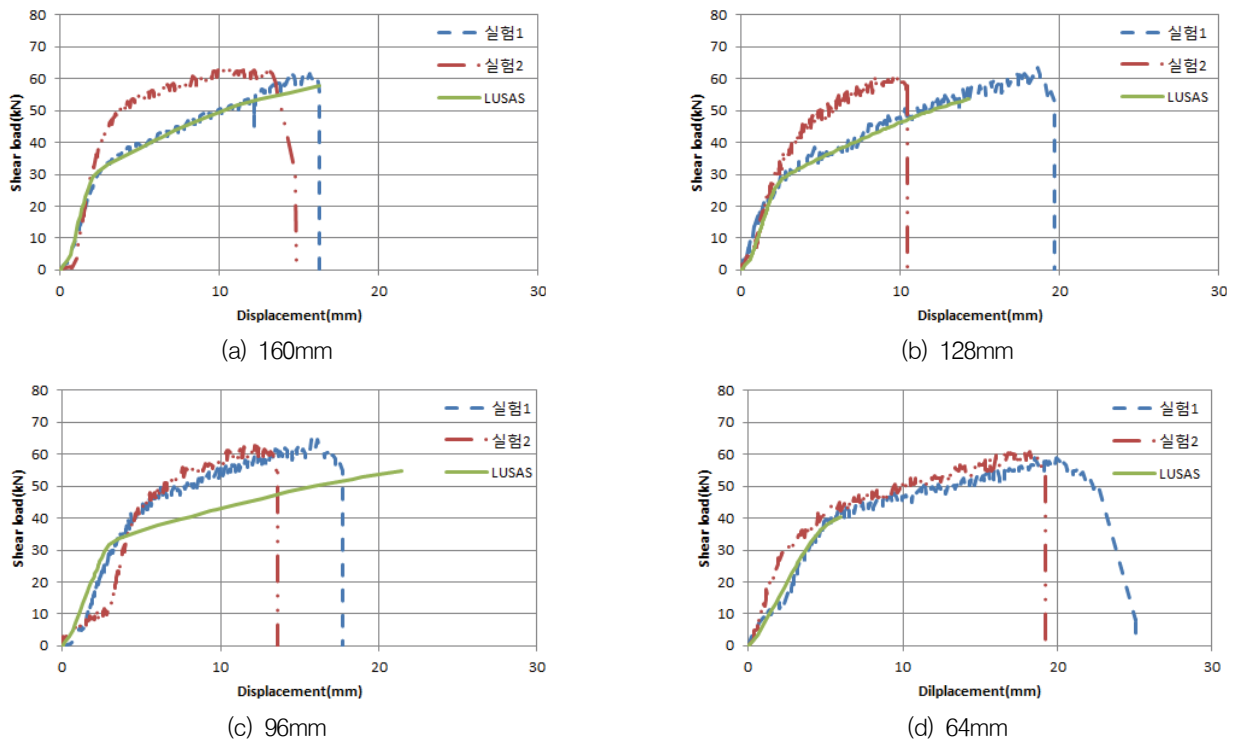 80
70
60
50
40
30
20
10
0
Shear load(kN)
0 10 20 30
Displacement(mm)
실험1
실험2
LUSAS
(a) 160mm
80
70
60
50
40
30
20
10
0
Shear load(kN)
0 10 20 30
Displacement(mm)
실험1
실험2
LUSAS
(b) 128mm
80
70
60
50
40
30
20
10
0
Shear load(kN)
0 10 20 30
Displacement(mm)
실험1
실험2
LUSAS
(c) 96mm
80
70
60
50
40
30
20
10
0
Shear load(kN)
0 10 20 30
Dilplacement(mm)
실험1
실험2
LUSAS
(d) 64mm